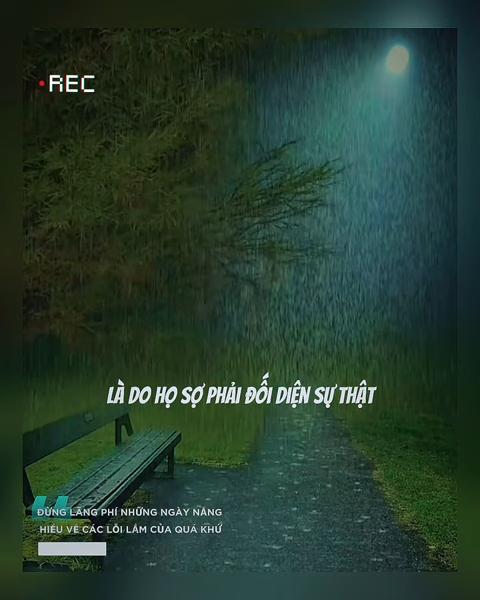 REC
LÀ DO HỌ SỢ PHẢI ĐỐI DIỆN SỰ THẬT
ĐỪNG LÃNG PHÍ NHỮNG NGÀY NẮNG
HIỂU VỀ CÁC LỖI LẦM CỦA QUÁ KHỨ